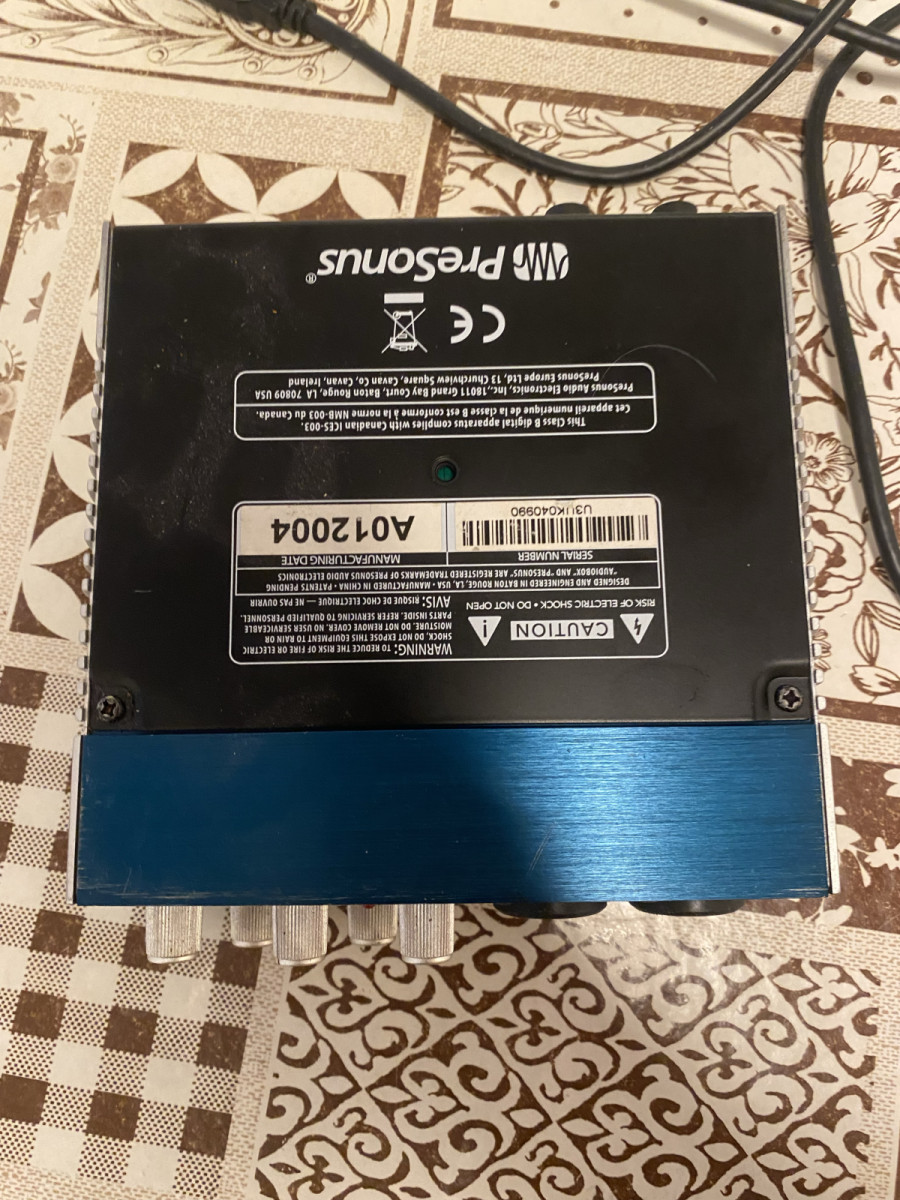 WARNING: TO REDUCE THE RISK OF FIRE OR ELECTRIC
SHOCK, DO NOT EXPOSE THIS EQUIPMENT TO RAIN OR
MOISTURE. DO NOT REMOVE COVER. NO USER SERVICEABLE
PARTS INSIDE. REFER SERVICING TO QUALIFIED PERSONNEL.
AVIS: RISQUE DE CHOC ELECTRIQUE — NE PAS OUVRIR
CAUTION
RISK OF ELECTRIC SHOCK • DO NOT OPEN
DESIGNED AND ENGINEERED IN BATON ROUGE, LA, USA • MANUFACTURED IN CHINA • PATENTS PENDING
"AUDIOBOX" AND "PRESONUS" ARE REGISTERED TRADEMARKS OF PRESONUS AUDIO ELECTRONICS
SERIAL NUMBER
U3UK040990
MANUFACTURING DATE
A012004
This Class B digital apparatus complies with Canadian ICES-003.
Cet appareil numerique de la classe B est conforme a la norme NMB-003 du Canada.
PreSonus Audio Electronics, Inc.,18011 Grand Bay Court, Baton Rouge, LA 70809 USA
PreSonus Europe Ltd, 13 Churchview Square, Cavan Co, Cavan, Ireland
CE
PreSonus®